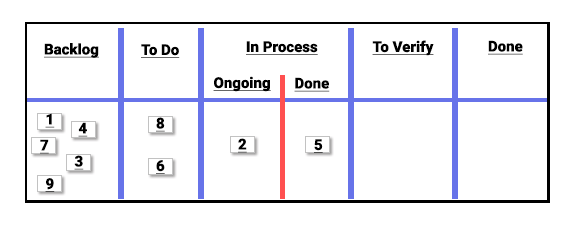 Backlog
To Do
In Process
To Verify
Done
Ongoing
Done
1
4
7
3
9
8
6
2
5